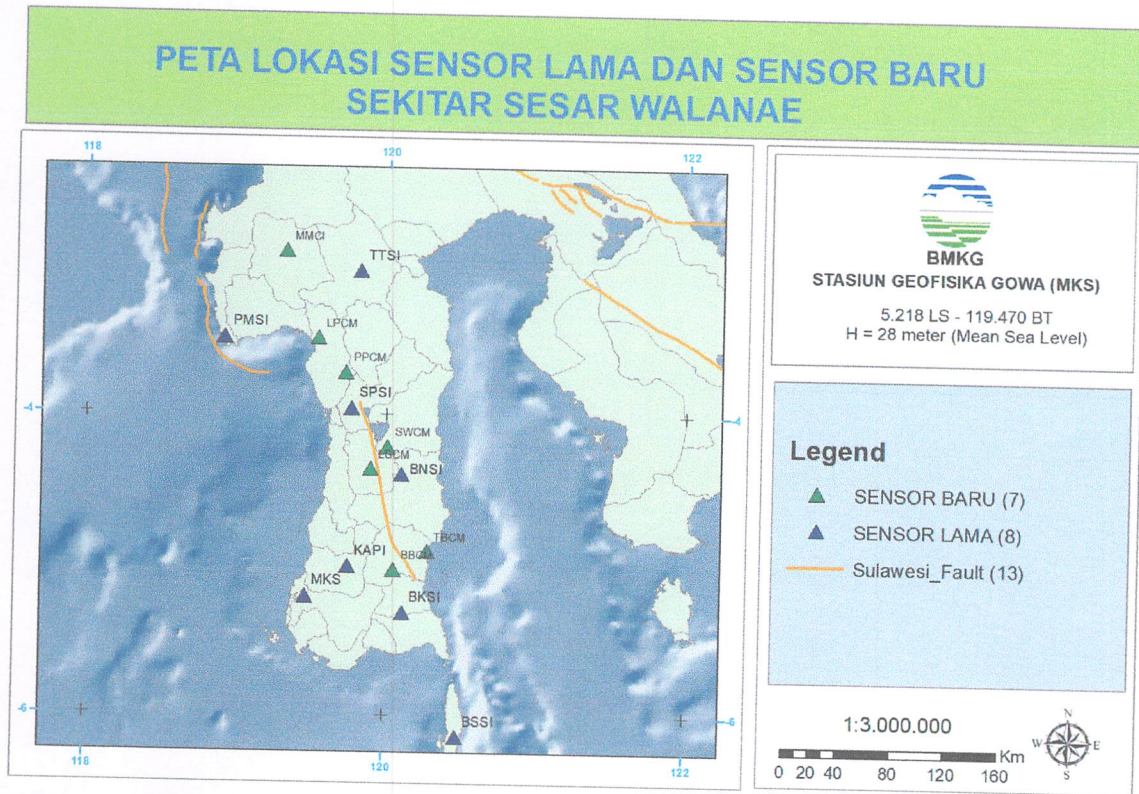 PETA LOKASI SENSOR LAMA DAN SENSOR BARU
SEKITAR SESAR WALANAE
118
120
122
MMCI
TTSI
PMSI
LPCM
PPCM
SPSI
-4
-4
SWCM
BNSI
TBCM
KAPI
MKS
BKSI
-6
-6
BSSI
118
120
122
BMKG
STASIUN GEOFISIKA GOWA (MKS)
5.218 LS - 119.470 BT
H = 28 meter (Mean Sea Level)
Legend
SENSOR BARU (7)
SENSOR LAMA (8)
Sulawesi_Fault (13)
1:3.000.000
Km
0 20 40 80 120 160
N
W E
S